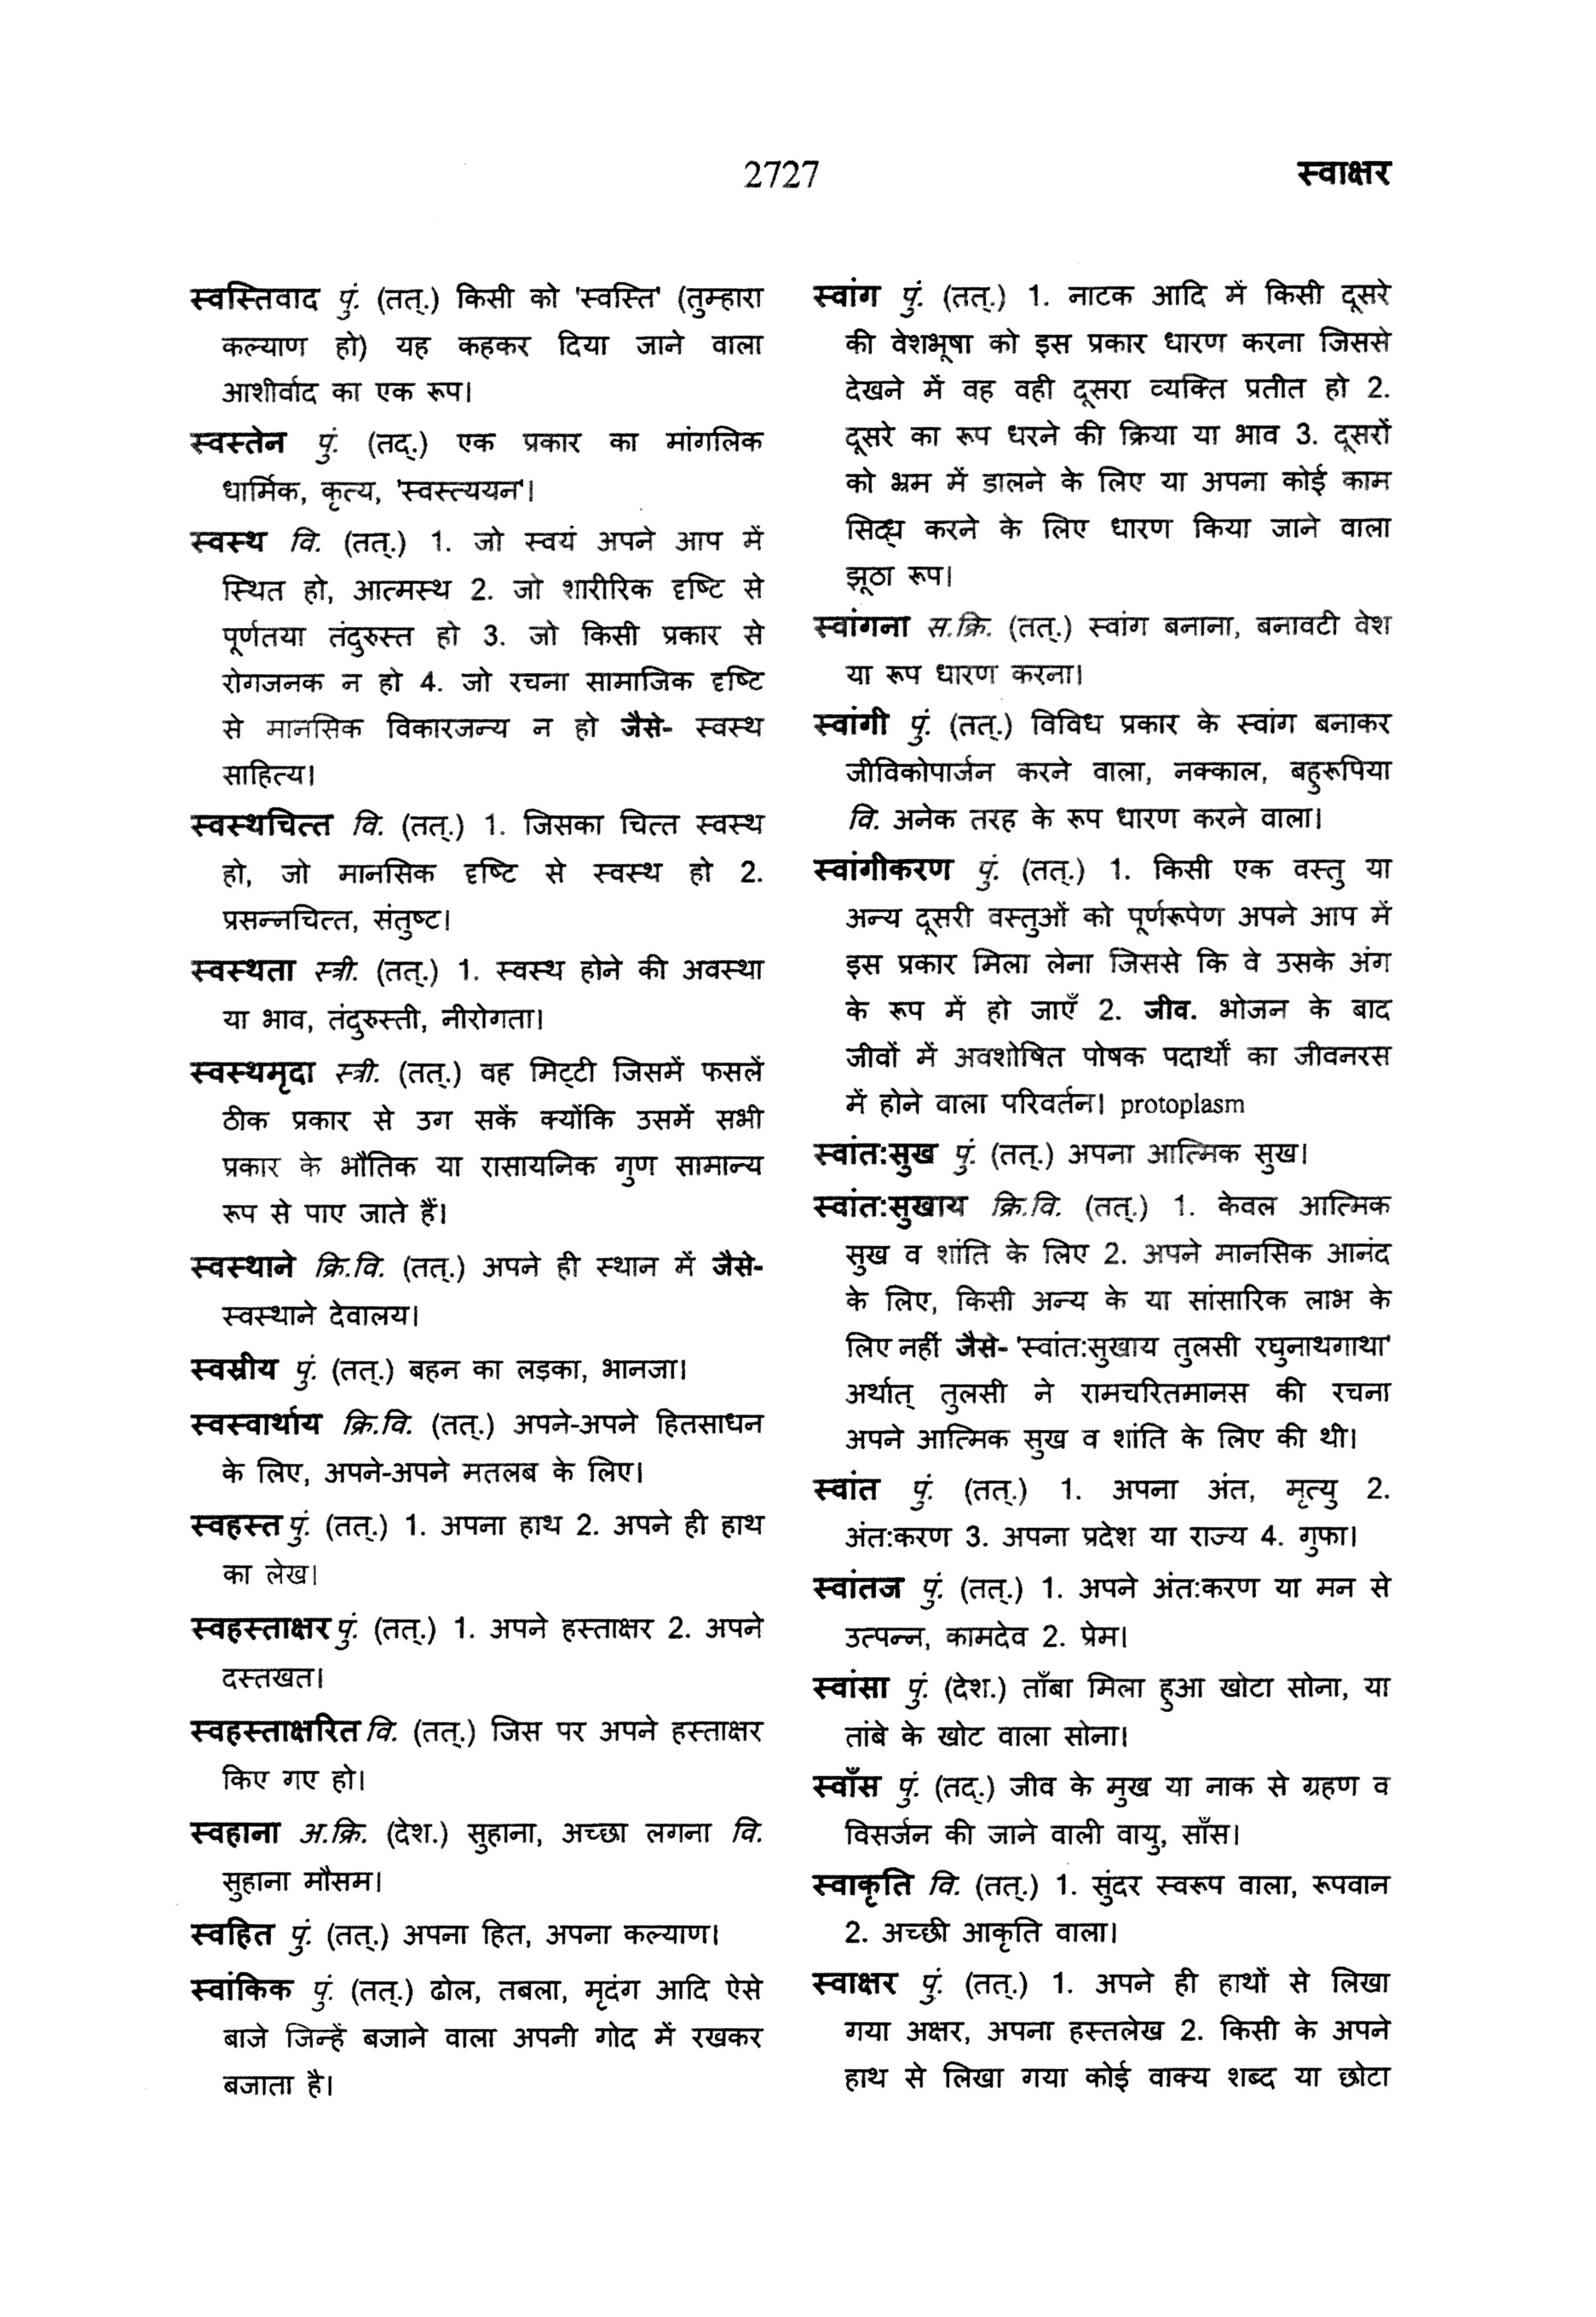 2727
स्वाक्षर
स्वस्तिवाद पुं. (तत्.) किसी को 'स्वस्ति' (तुम्हारा
कल्याण हो) यह कहकर दिया जाने वाला
आशीर्वाद का एक रूप।
स्वस्तेन पुं. (तद्.) एक प्रकार का मांगलिक
धार्मिक, कृत्य, 'स्वस्त्ययन'।
स्वस्थ वि. (तत्.) 1. जो स्वयं अपने आप में
स्थित हो, आत्मस्थ 2. जो शारीरिक दृष्टि से
पूर्णतया तंदुरुस्त हो 3. जो किसी प्रकार से
रोगजनक न हो 4. जो रचना सामाजिक दृष्टि
से मानसिक विकारजन्य न हो जैसे- स्वस्थ
साहित्य।
स्वस्थचित्त वि. (तत्.) 1. जिसका चित्त स्वस्थ
हो, जो मानसिक दृष्टि से स्वस्थ हो 2.
प्रसन्नचित्त, संतुष्ट।
स्वस्थता स्त्री. (तत्.) 1. स्वस्थ होने की अवस्था
या भाव, तंदुरुस्ती, नीरोगता।
स्वस्थमृदा स्त्री. (तत्.) वह मिट्टी जिसमें फसलें
ठीक प्रकार से उग सकें क्योंकि उसमें सभी
प्रकार के भौतिक या रासायनिक गुण सामान्य
रूप से पाए जाते हैं।
स्वस्थाने क्रि.वि. (तत्.) अपने ही स्थान में जैसे-
स्वस्थाने देवालय।
स्वस्रीय पुं. (तत्.) बहन का लड़का, भानजा।
स्वस्वार्थाय क्रि.वि. (तत्.) अपने-अपने हितसाधन
के लिए, अपने-अपने मतलब के लिए।
स्वहस्त पुं. (तत्.) 1. अपना हाथ 2. अपने ही हाथ
का लेख।
स्वहस्ताक्षर पुं. (तत्.) 1. अपने हस्ताक्षर 2. अपने
दस्तखत।
स्वहस्ताक्षरित वि. (तत्.) जिस पर अपने हस्ताक्षर
किए गए हो।
स्वहाना अ.क्रि. (देश.) सुहाना, अच्छा लगना वि.
सुहाना मौसम।
स्वहित पुं. (तत्.) अपना हित, अपना कल्याण।
स्वांकिक पुं. (तत्.) ढोल, तबला, मृदंग आदि ऐसे
बाजे जिन्हें बजाने वाला अपनी गोद में रखकर
बजाता है।
स्वांग पुं. (तत्.) 1. नाटक आदि में किसी दूसरे
की वेशभूषा को इस प्रकार धारण करना जिससे
देखने में वह वही दूसरा व्यक्ति प्रतीत हो 2.
दूसरे का रूप धरने की क्रिया या भाव 3. दूसरों
को भ्रम में डालने के लिए या अपना कोई काम
सिद्ध करने के लिए धारण किया जाने वाला
झूठा रूप।
स्वांगना स.क्रि. (तत्.) स्वांग बनाना, बनावटी वेश
या रूप धारण करना।
स्वांगी पुं. (तत्.) विविध प्रकार के स्वांग बनाकर
जीविकोपार्जन करने वाला, नक्काल, बहुरूपिया
वि. अनेक तरह के रूप धारण करने वाला।
स्वांगीकरण पुं. (तत्.) 1. किसी एक वस्तु या
अन्य दूसरी वस्तुओं को पूर्णरूपेण अपने आप में
इस प्रकार मिला लेना जिससे कि वे उसके अंग
के रूप में हो जाएँ 2. जीव. भोजन के बाद
जीवों में अवशोषित पोषक पदार्थों का जीवनरस
में होने वाला परिवर्तन। protoplasm
स्वांत:सुख पुं. (तत्.) अपना आत्मिक सुख।
स्वांत:सुखाय क्रि.वि. (तत्.) 1. केवल आत्मिक
सुख व शांति के लिए 2. अपने मानसिक आनंद
के लिए, किसी अन्य के या सांसारिक लाभ के
लिए नहीं जैसे- 'स्वांत:सुखाय तुलसी रघुनाथगाथा'
अर्थात् तुलसी ने रामचरितमानस की रचना
अपने आत्मिक सुख व शांति के लिए की थी।
स्वांत पुं. (तत्.) 1. अपना अंत, मृत्यु 2.
अंत:करण 3. अपना प्रदेश या राज्य 4. गुफा।
स्वांतज पुं. (तत्.) 1. अपने अंत:करण या मन से
उत्पन्न, कामदेव 2. प्रेम।
स्वांसा पुं. (देश.) ताँबा मिला हुआ खोटा सोना, या
तांबे के खोट वाला सोना।
स्वाँस पुं. (तद्.) जीव के मुख या नाक से ग्रहण व
विसर्जन की जाने वाली वायु, साँस।
स्वाकृति वि. (तत्.) 1. सुंदर स्वरूप वाला, रूपवान
2. अच्छी आकृति वाला।
स्वाक्षर पुं. (तत्.) 1. अपने ही हाथों से लिखा
गया अक्षर, अपना हस्तलेख 2. किसी के अपने
हाथ से लिखा गया कोई वाक्य शब्द या छोटा